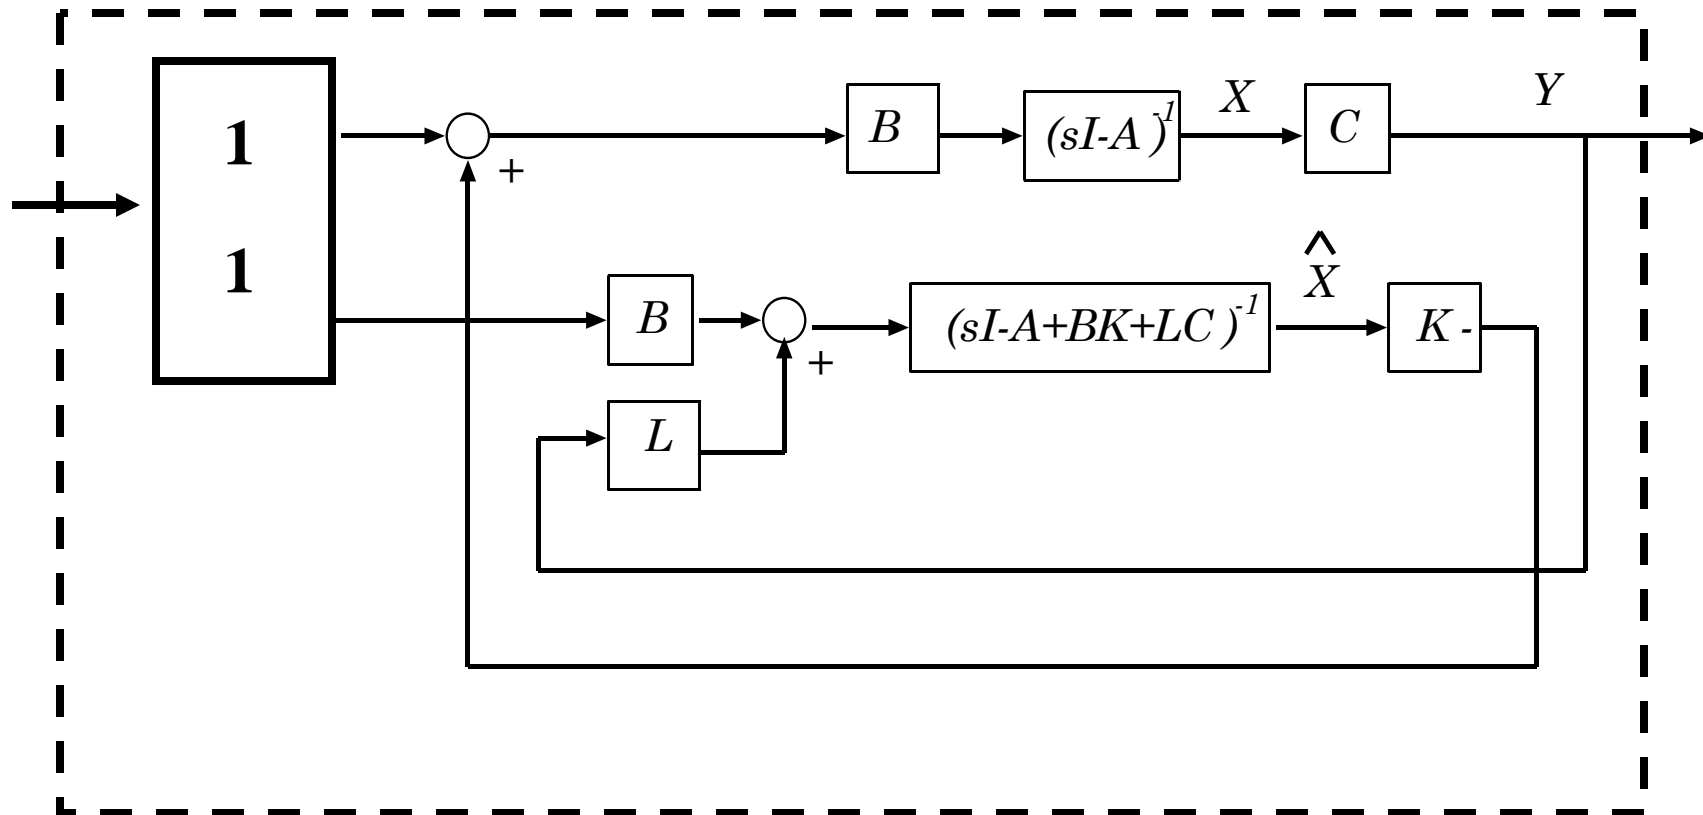 X Y
1 B (sI-A)^-1 C
+
1
^
X
B (sI-A+BK+LC)^-1 K -
+
L